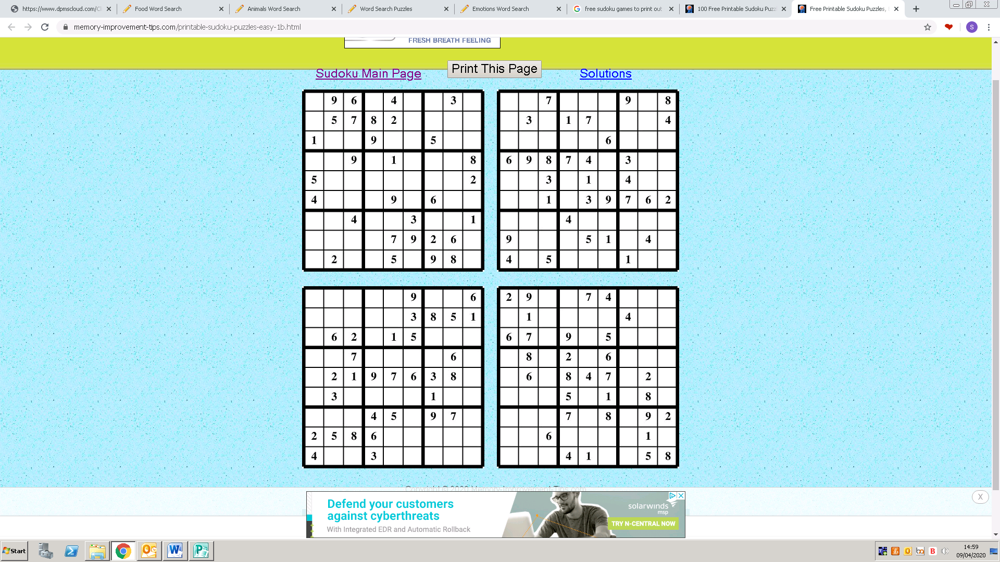 https://www.dpmscloud.com/Cl
Food Word Search
Animals Word Search
Word Search Puzzles
Emotions Word Search
free sudoku games to print out
100 Free Printable Sudoku Puzz
Free Printable Sudoku Puzzles,
memory-improvement-tips.com/printable-sudoku-puzzles-easy-1b.html
S
FRESH BREATH FEELING
Sudoku Main Page
Print This Page
Solutions
9 6 4 3
5 7 8 2
1 9 5
9 1 8
5 2
4 9 6
4 3 1
7 9 2 6
2 5 9 8
7 9 8
3 1 7 4
6
6 9 8 7 4 3
3 1 4
1 3 9 7 6 2
4
9 5 1 4
4 5 1
9 6
3 8 5 1
6 2 1 5
7 6
2 1 9 7 6 3 8
3 1
4 5 9 7
2 5 8 6
4 3
2 9 7 4
1 4
6 7 9 5
8 2 6
6 8 4 7 2
5 1 8
7 8 9 2
6 1
4 1 5 8
Copyright © 2020 Memory-Improvement-Tips.com
X
Defend your customers
against cyberthreats
With Integrated EDR and Automatic Rollback
solarwinds
msp
TRY N-CENTRAL NOW
Start
14:59
09/04/2020